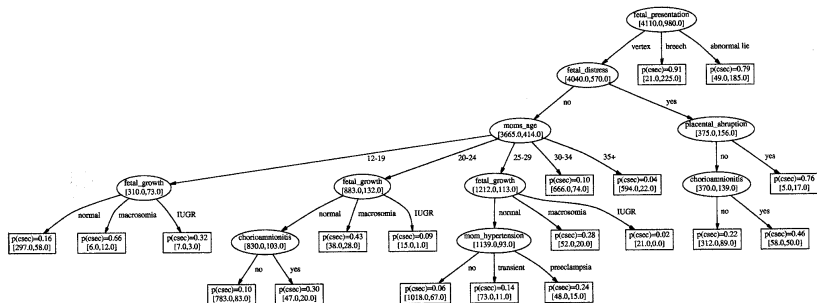 fetal_presentation
[4110.0,980.0]
vertex breech abnormal lie
fetal_distress
[4040.0,570.0]
p(csec)=0.91
[21.0,225.0]
p(csec)=0.79
[49.0,185.0]
no yes
moms_age
[3665.0,414.0]
placental_abruption
[375.0,156.0]
12-19 20-24 25-29 30-34 35+
no yes
fetal_growth
[310.0,73.0]
fetal_growth
[883.0,132.0]
fetal_growth
[1212.0,113.0]
p(csec)=0.10
[666.0,74.0]
p(csec)=0.04
[594.0,22.0]
chorioamnionitis
[370.0,139.0]
p(csec)=0.76
[5.0,17.0]
normal macrosomia IUGR
normal macrosomia IUGR
normal macrosomia IUGR
no yes
p(csec)=0.16
[297.0,58.0]
p(csec)=0.66
[6.0,12.0]
p(csec)=0.32
[7.0,3.0]
chorioamnionitis
[830.0,103.0]
p(csec)=0.43
[38.0,28.0]
p(csec)=0.09
[15.0,1.0]
mom_hypertension
[1139.0,93.0]
p(csec)=0.28
[52.0,20.0]
p(csec)=0.02
[21.0,0.0]
p(csec)=0.22
[312.0,89.0]
p(csec)=0.46
[58.0,50.0]
no yes
no transient preeclampsia
p(csec)=0.10
[783.0,83.0]
p(csec)=0.30
[47.0,20.0]
p(csec)=0.06
[1018.0,67.0]
p(csec)=0.14
[73.0,11.0]
p(csec)=0.24
[48.0,15.0]